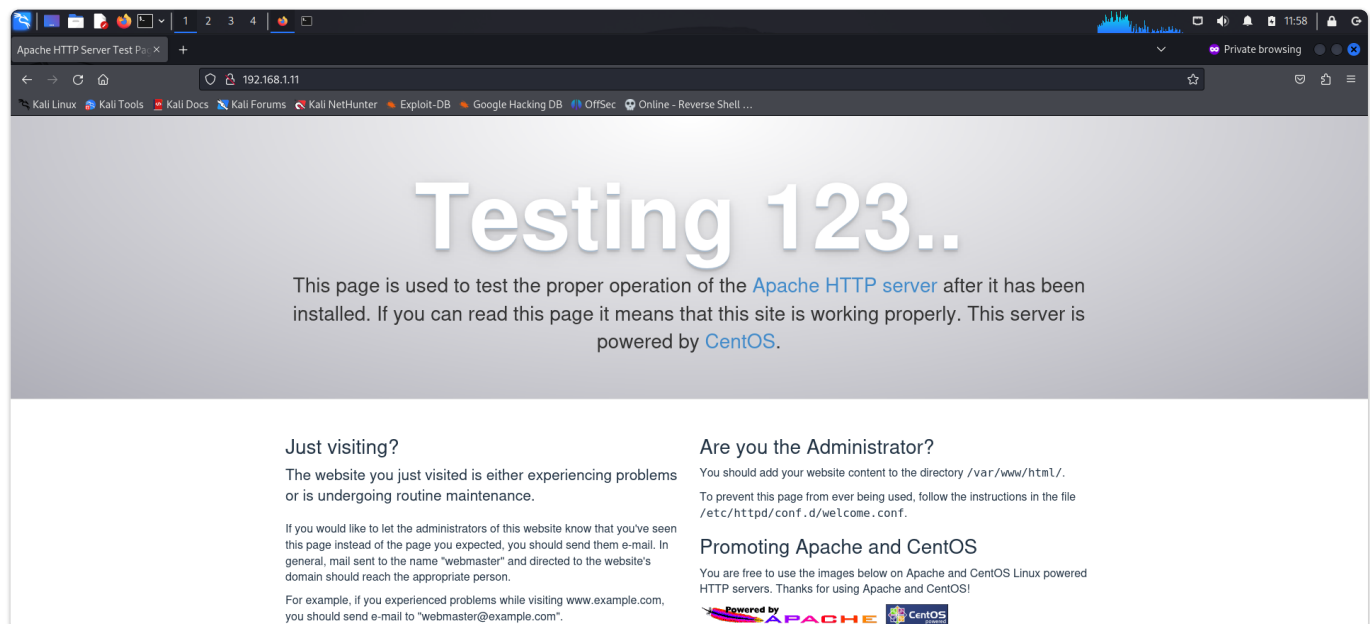 1 2 3 4 11:58
Apache HTTP Server Test Pag Private browsing
192.168.1.11
Kali Linux Kali Tools Kali Docs Kali Forums Kali NetHunter Exploit-DB Google Hacking DB OffSec Online - Reverse Shell ...
Testing 123..
This page is used to test the proper operation of the Apache HTTP server after it has been
installed. If you can read this page it means that this site is working properly. This server is
powered by CentOS.
Just visiting?
The website you just visited is either experiencing problems
or is undergoing routine maintenance.
If you would like to let the administrators of this website know that you've seen
this page instead of the page you expected, you should send them e-mail. In
general, mail sent to the name "webmaster" and directed to the website's
domain should reach the appropriate person.
For example, if you experienced problems while visiting www.example.com,
you should send e-mail to "webmaster@example.com".
Are you the Administrator?
You should add your website content to the directory /var/www/html/.
To prevent this page from ever being used, follow the instructions in the file
/etc/httpd/conf.d/welcome.conf.
Promoting Apache and CentOS
You are free to use the images below on Apache and CentOS Linux powered
HTTP servers. Thanks for using Apache and CentOS!
Powered by
APACHE
CentOS
powered